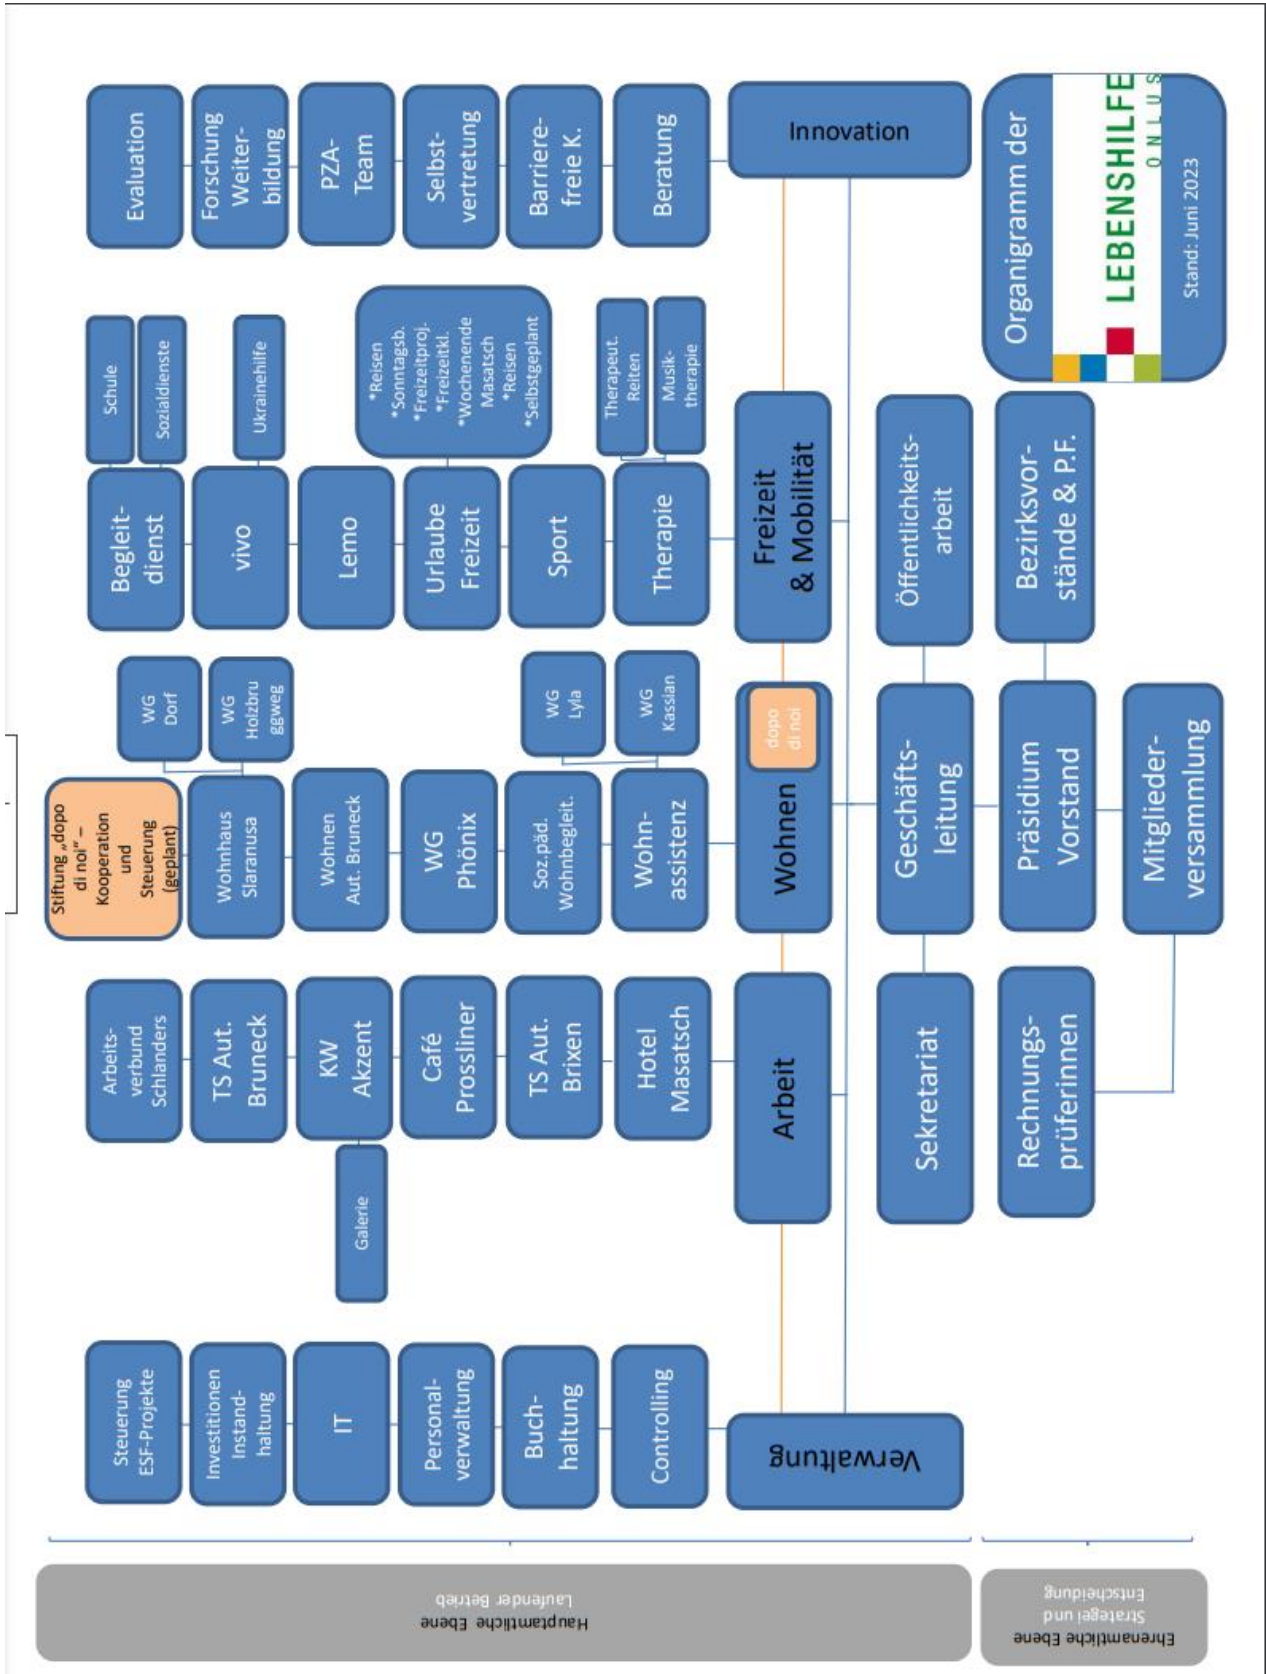 Evaluation
Forschung
Weiter-
bildung
PZA-
Team
Selbst-
vertretung
Barriere-
freie K.
Beratung
Innovation
Schule
Sozialdienste
Ukrainehilfe
*Reisen
*Sonntagsb.
*Freizeitproj.
*Freizeitkl.
*Wochenende
Masatsch
*Reisen
*Selbstgeplant
Therapeut.
Reiten
Musik-
therapie
Begleit-
dienst
vivo
Lemo
Urlaube
Freizeit
Sport
Therapie
Freizeit
& Mobilität
WG
Dorf
WG
Holzbru
ggweg
WG
Lyla
WG
Kassian
Stiftung „dopo
di noi“ –
Kooperation
und
Steuerung
(geplant)
Wohnhaus
Slaranusa
Wohnen
Aut. Bruneck
WG
Phönix
Soz.päd.
Wohnbegleit.
Wohn-
assistenz
Wohnen
dopo
di noi
Arbeits-
verbund
Schlanders
TS Aut.
Bruneck
KW
Akzent
Café
Prossliner
TS Aut.
Brixen
Hotel
Masatsch
Arbeit
Galerie
Steuerung
ESF-Projekte
Investitionen
Instand-
haltung
IT
Personal-
verwaltung
Buch-
haltung
Controlling
Verwaltung
Öffentlichkeits-
arbeit
Geschäfts-
leitung
Sekretariat
Bezirksvor-
stände & P.F.
Präsidium
Vorstand
Rechnungs-
prüferinnen
Mitglieder-
versammlung
Organigramm der
LEBENSHILFE
ONLUS
Stand: Juni 2023
Hauptamtliche Ebene
Laufender Betrieb
Ehrenamtliche Ebene
Strategei und
Entscheidung